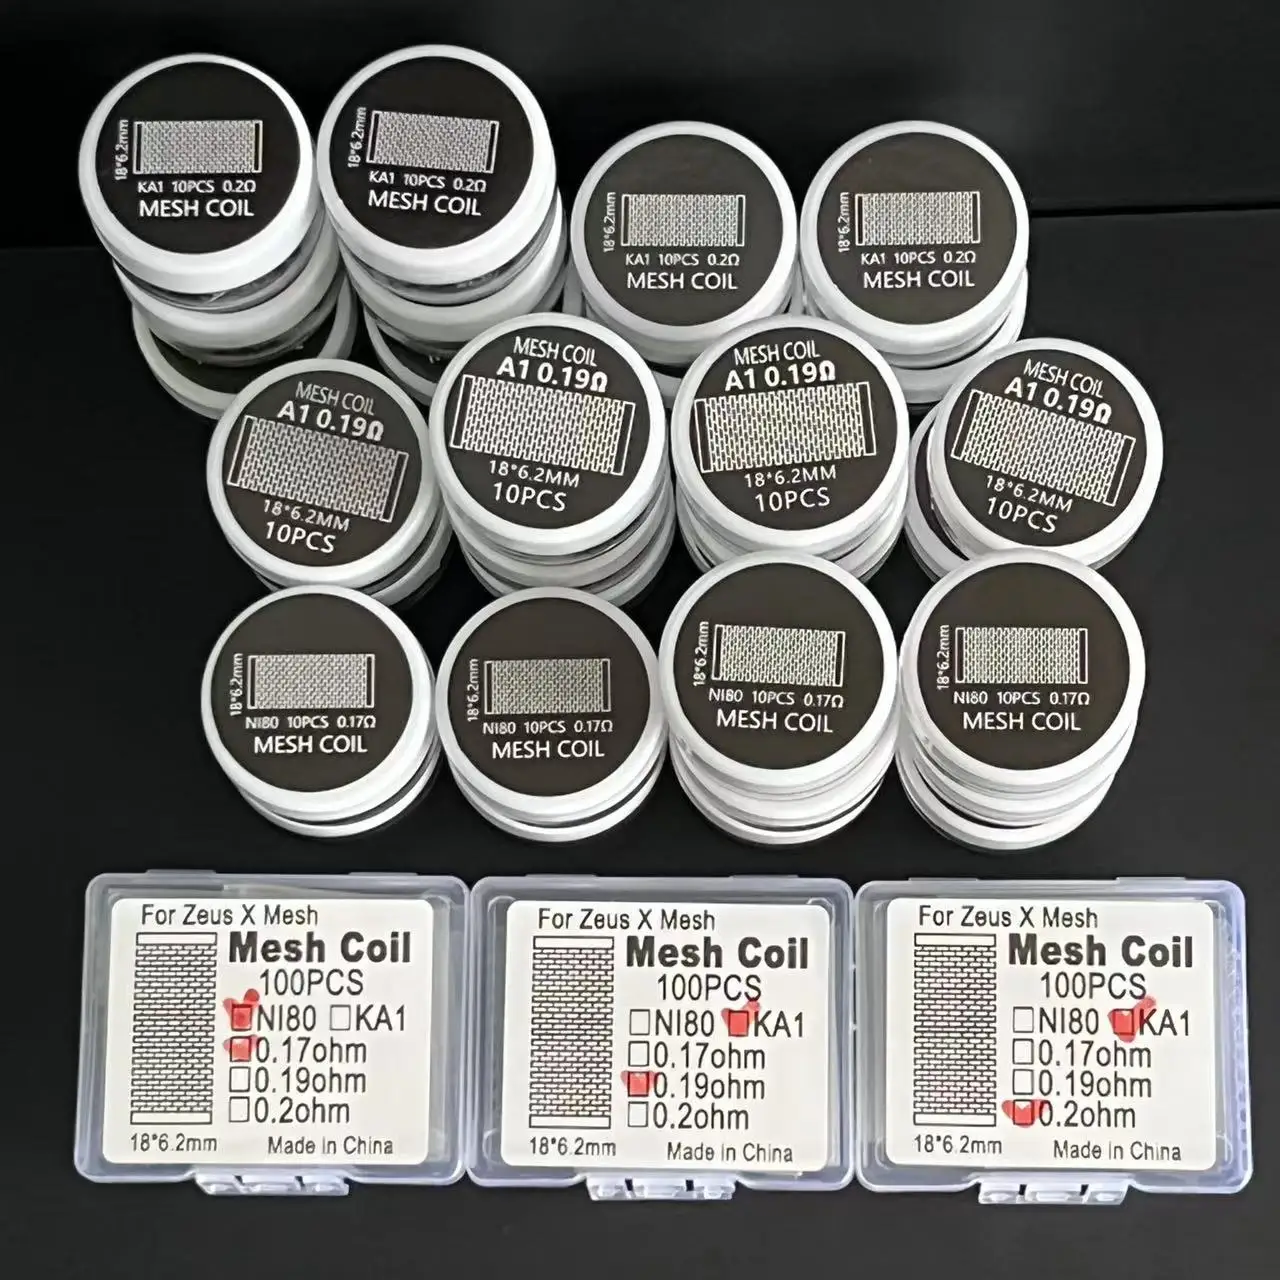 18*6.2mm
KA1 10PCS 0.2Ω
MESH COIL
18*6.2mm
KA1 10PCS 0.2Ω
MESH COIL
18*6.2mm
KA1 10PCS 0.2Ω
MESH COIL
18*6.2mm
KA1 10PCS 0.2Ω
MESH COIL
MESH COIL
A1 0.19Ω
18*6.2MM
10PCS
MESH COIL
A1 0.19Ω
18*6.2MM
10PCS
MESH COIL
A1 0.19Ω
18*6.2MM
10PCS
MESH COIL
A1 0.19Ω
18*6.2MM
10PCS
18*6.2mm
NI80 10PCS 0.17Ω
MESH COIL
18*6.2mm
NI80 10PCS 0.17Ω
MESH COIL
18*6.2mm
NI80 10PCS 0.17Ω
MESH COIL
18*6.2mm
NI80 10PCS 0.17Ω
MESH COIL
For Zeus X Mesh
Mesh Coil
100PCS
NI80 KA1
0.17ohm
0.19ohm
0.2ohm
18*6.2mm Made in China
For Zeus X Mesh
Mesh Coil
100PCS
NI80 KA1
0.17ohm
0.19ohm
0.2ohm
18*6.2mm Made in China
For Zeus X Mesh
Mesh Coil
100PCS
NI80 KA1
0.17ohm
0.19ohm
0.2ohm
18*6.2mm Made in China